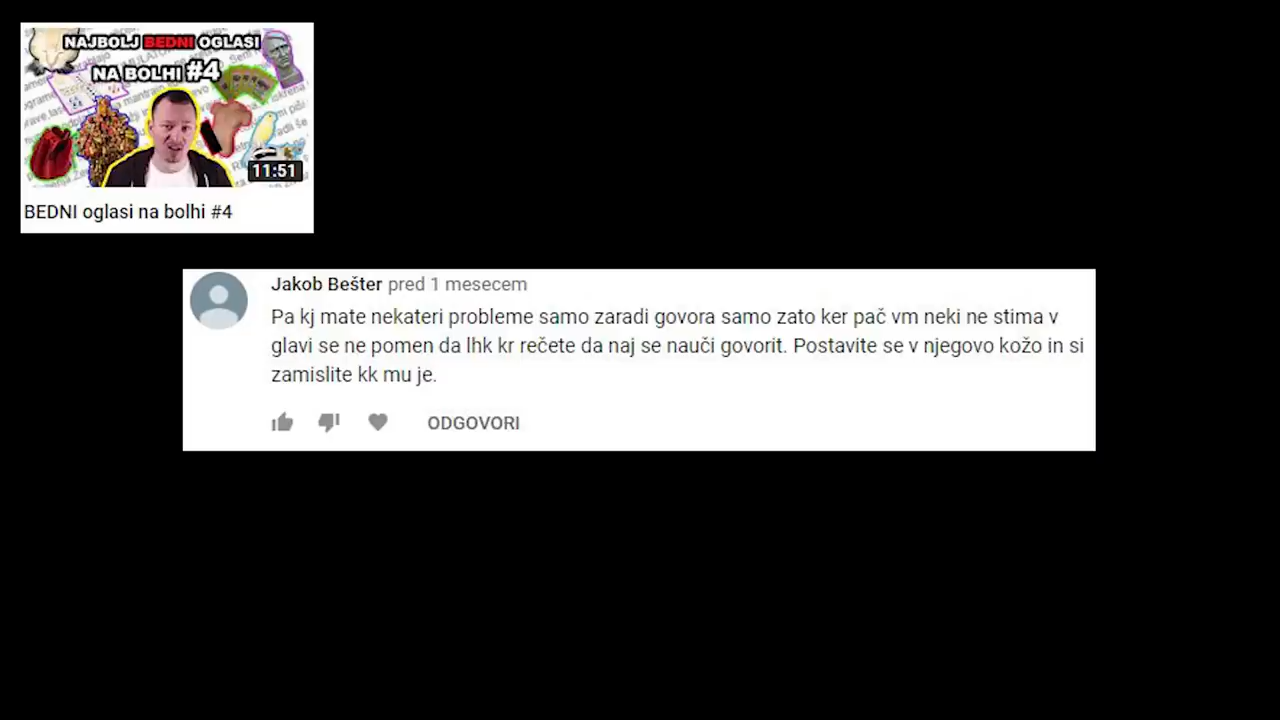 NAJBOLJ BEDNI OGLASI
NA BOLHI #4
11:51
BEDNI oglasi na bolhi #4
Jakob Bešter pred 1 mesecem
Pa kj mate nekateri probleme samo zaradi govora samo zato ker pač vm neki ne stima v
glavi se ne pomen da lhk kr rečete da naj se nauči govorit. Postavite se v njegovo kožo in si
zamislite kk mu je.
ODGOVORI